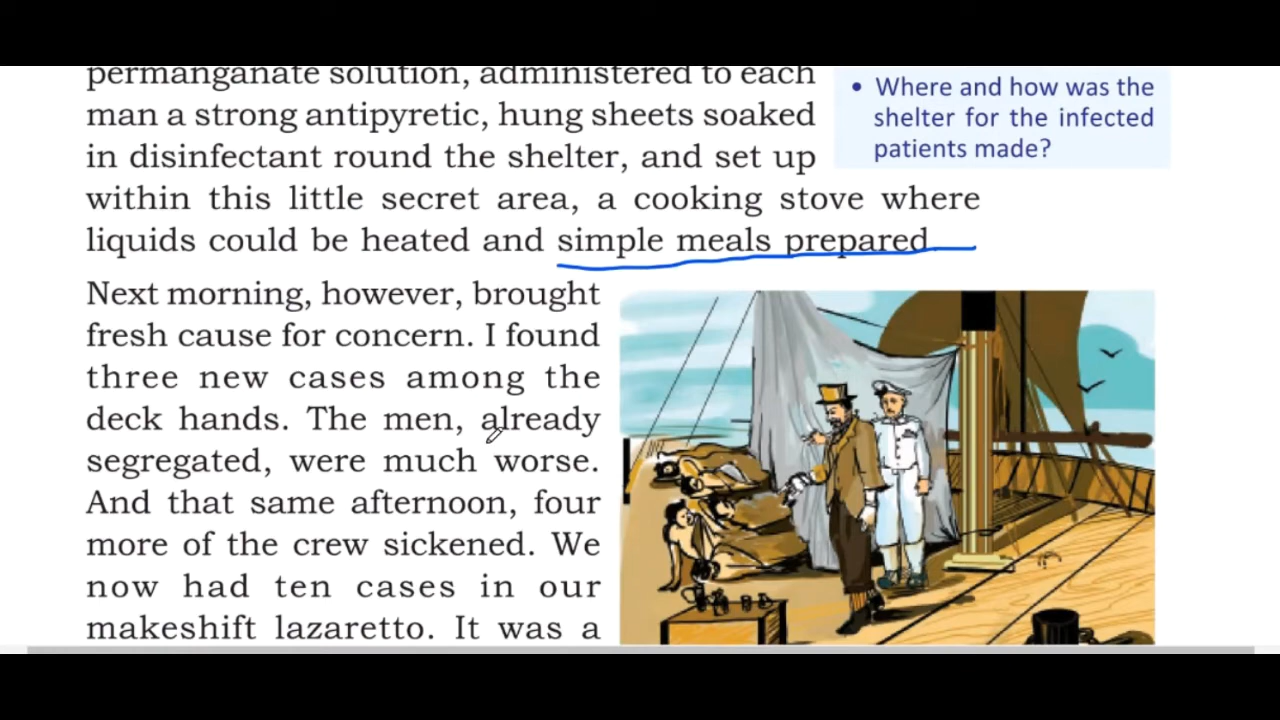 permanganate solution, administered to each
man a strong antipyretic, hung sheets soaked
in disinfectant round the shelter, and set up
within this little secret area, a cooking stove where
liquids could be heated and simple meals prepared
• Where and how was the
shelter for the infected
patients made?
Next morning, however, brought
fresh cause for concern. I found
three new cases among the
deck hands. The men, already
segregated, were much worse.
And that same afternoon, four
more of the crew sickened. We
now had ten cases in our
makeshift lazaretto. It was a